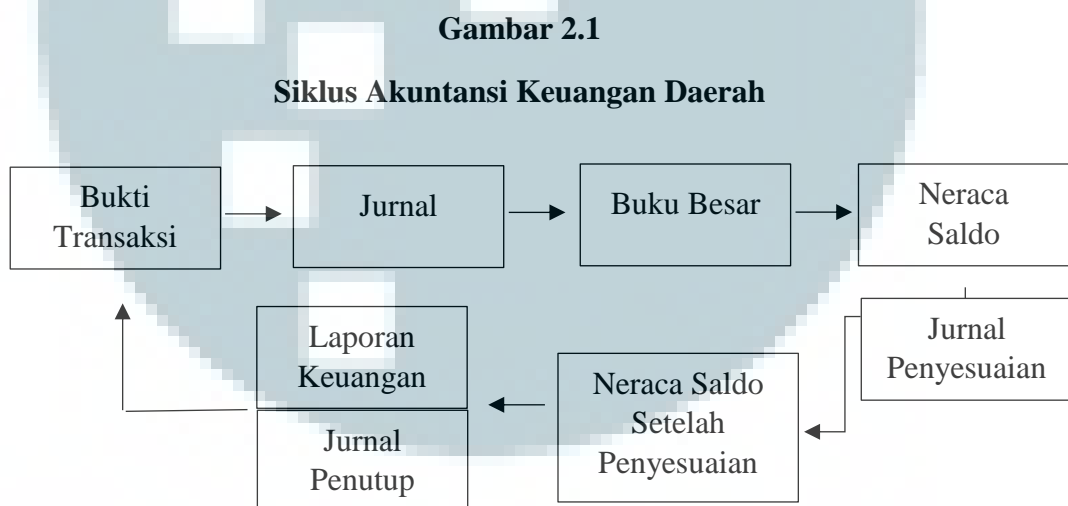 Gambar 2.1
Siklus Akuntansi Keuangan Daerah
Bukti
Transaksi
Jurnal
Buku Besar
Neraca
Saldo
Jurnal
Penyesuaian
Neraca Saldo
Setelah
Penyesuaian
Laporan
Keuangan
Jurnal
Penutup